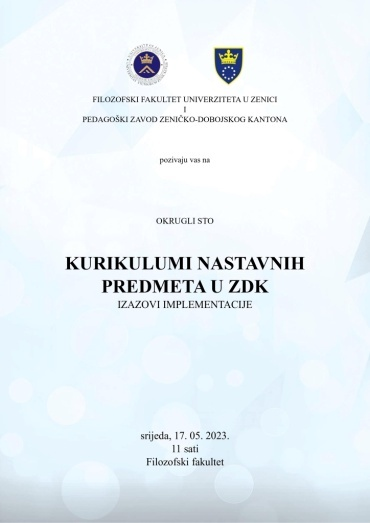 FILOZOFSKI FAKULTET UNIVERZITETA U ZENICI
I
PEDAGOŠKI ZAVOD ZENIČKO-DOBOJSKOG KANTONA
pozivaju vas na
OKRUGLI STO
KURIKULUMI NASTAVNIH
PREDMETA U ZDK
IZAZOVI IMPLEMENTACIJE
srijeda, 17. 05. 2023.
11 sati
Filozofski fakultet